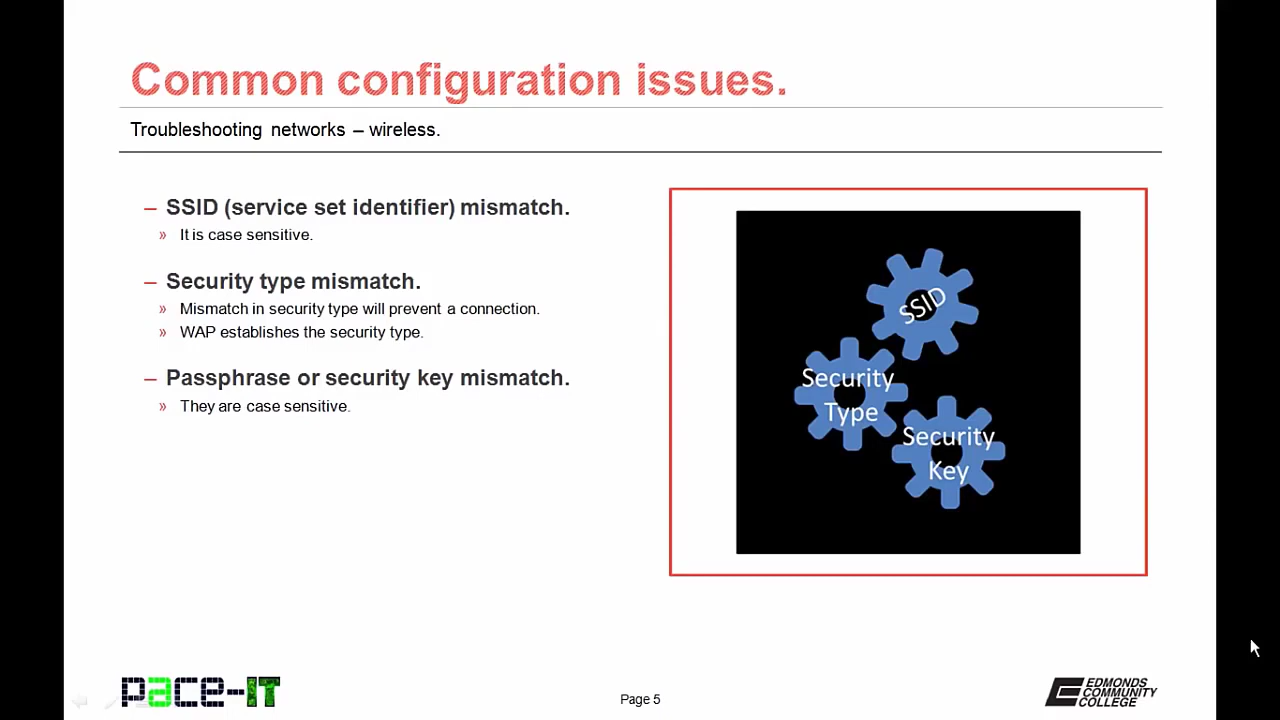 Common configuration issues.
Troubleshooting networks – wireless.
– SSID (service set identifier) mismatch.
» It is case sensitive.
– Security type mismatch.
» Mismatch in security type will prevent a connection.
» WAP establishes the security type.
– Passphrase or security key mismatch.
» They are case sensitive.
SSID
Security
Type
Security
Key
pace-IT
Page 5
EDMONDS
COMMUNITY
COLLEGE